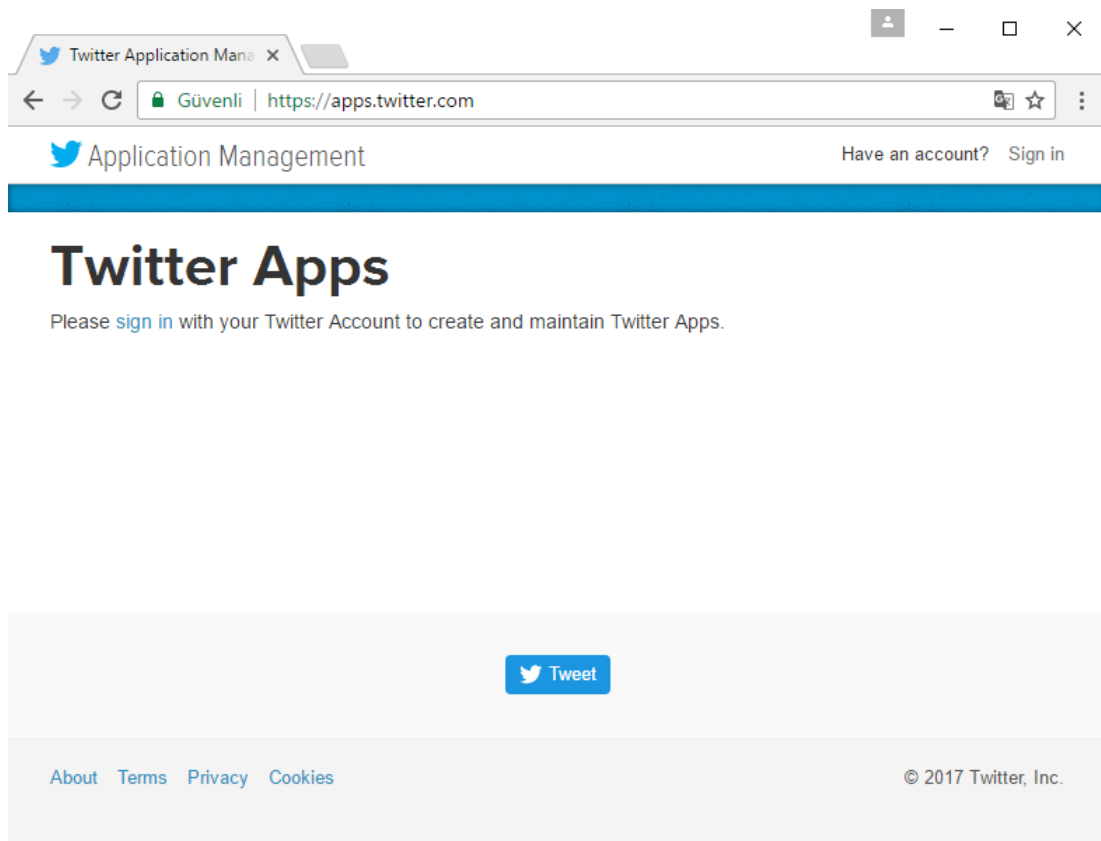 Twitter Application Mana
Güvenli | https://apps.twitter.com
Application Management Have an account? Sign in
Twitter Apps
Please sign in with your Twitter Account to create and maintain Twitter Apps.
Tweet
About Terms Privacy Cookies © 2017 Twitter, Inc.